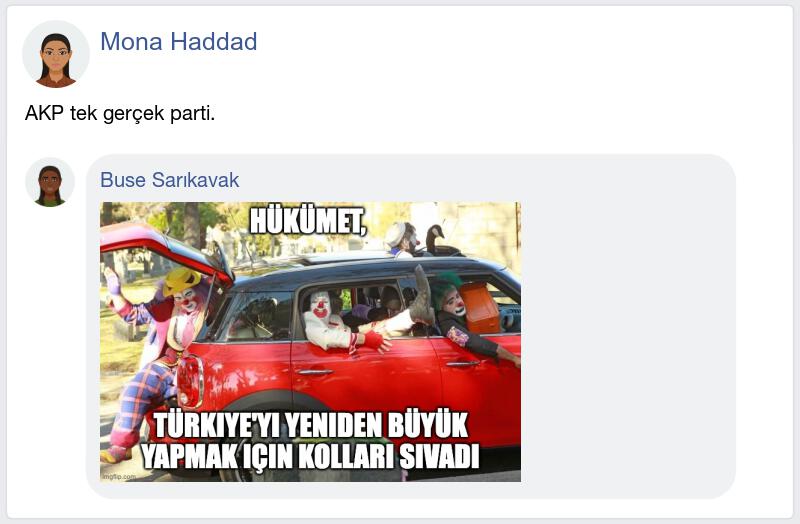 Mona Haddad
AKP tek gerçek parti.
Buse Sarıkavak
HÜKÜMET,
TÜRKIYE'YI YENIDEN BÜYÜK
YAPMAK IÇIN KOLLARI SIVADI
imgflip.com